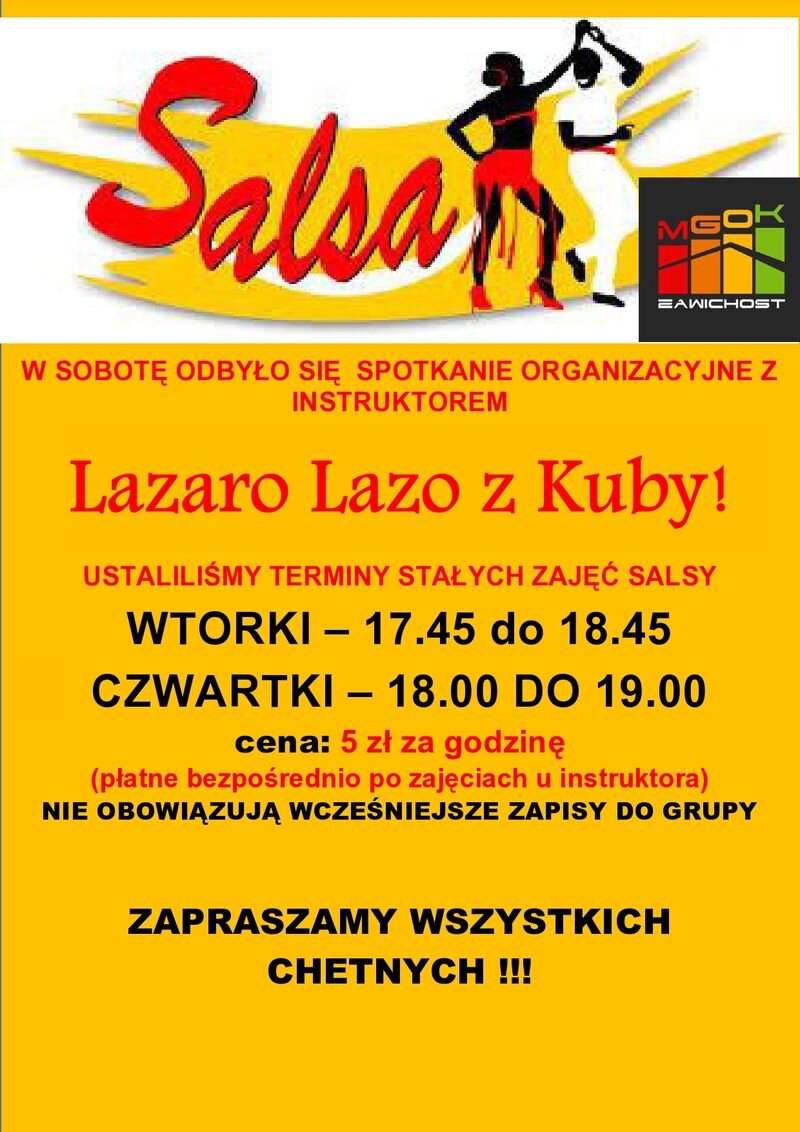 Salsa
MGOK
ZAWICHOST
W SOBOTĘ ODBYŁO SIĘ SPOTKANIE ORGANIZACYJNE Z
INSTRUKTOREM
Lazaro Lazo z Kuby!
USTALILIŚMY TERMINY STAŁYCH ZAJĘĆ SALSY
WTORKI – 17.45 do 18.45
CZWARTKI – 18.00 DO 19.00
cena: 5 zł za godzinę
(płatne bezpośrednio po zajęciach u instruktora)
NIE OBOWIĄZUJĄ WCZEŚNIEJSZE ZAPISY DO GRUPY
ZAPRASZAMY WSZYSTKICH
CHETNYCH !!!